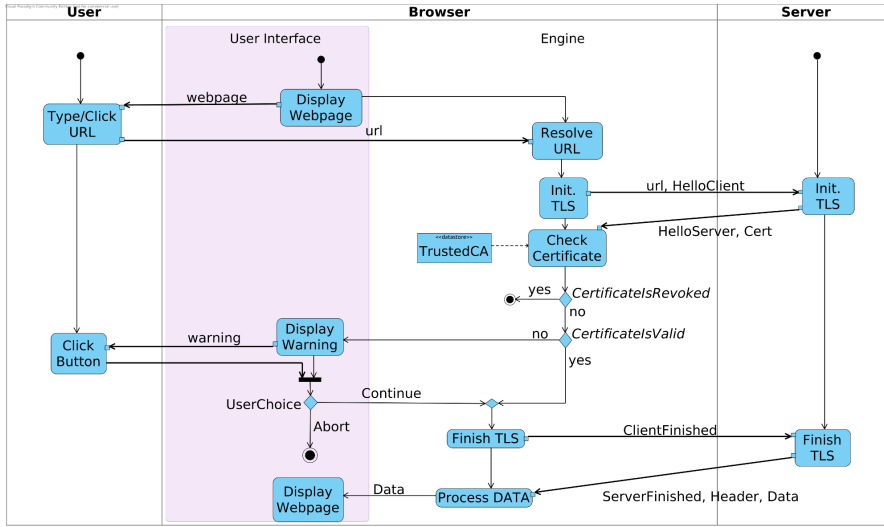 User
Browser
Server
User Interface
Engine
Display
Webpage
webpage
Type/Click
URL
url
Resolve
URL
Init.
TLS
url, HelloClient
Init.
TLS
HelloServer, Cert
<<datastore>>
TrustedCA
Check
Certificate
yes
CertificateIsRevoked
no
Display
Warning
no
CertificateIsValid
warning
Click
Button
yes
Continue
UserChoice
Abort
Finish TLS
ClientFinished
Finish
TLS
Display
Webpage
Data
Process DATA
ServerFinished, Header, Data